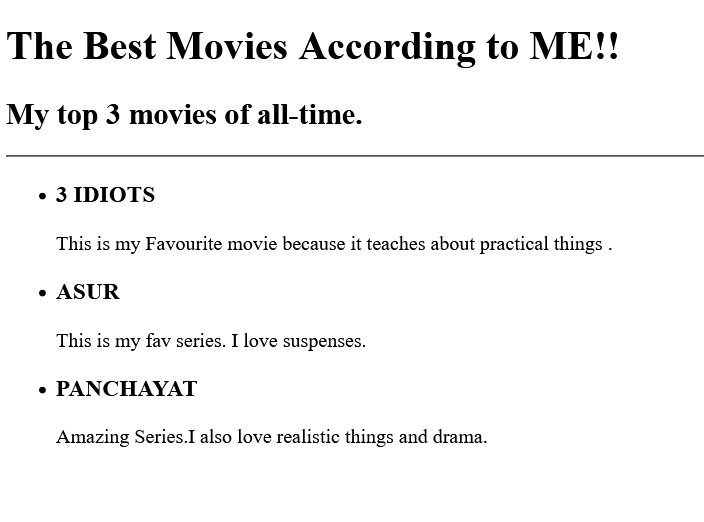 The Best Movies According to ME!!
My top 3 movies of all-time.
3 IDIOTS
This is my Favourite movie because it teaches about practical things .
ASUR
This is my fav series. I love suspenses.
PANCHAYAT
Amazing Series.I also love realistic things and drama.